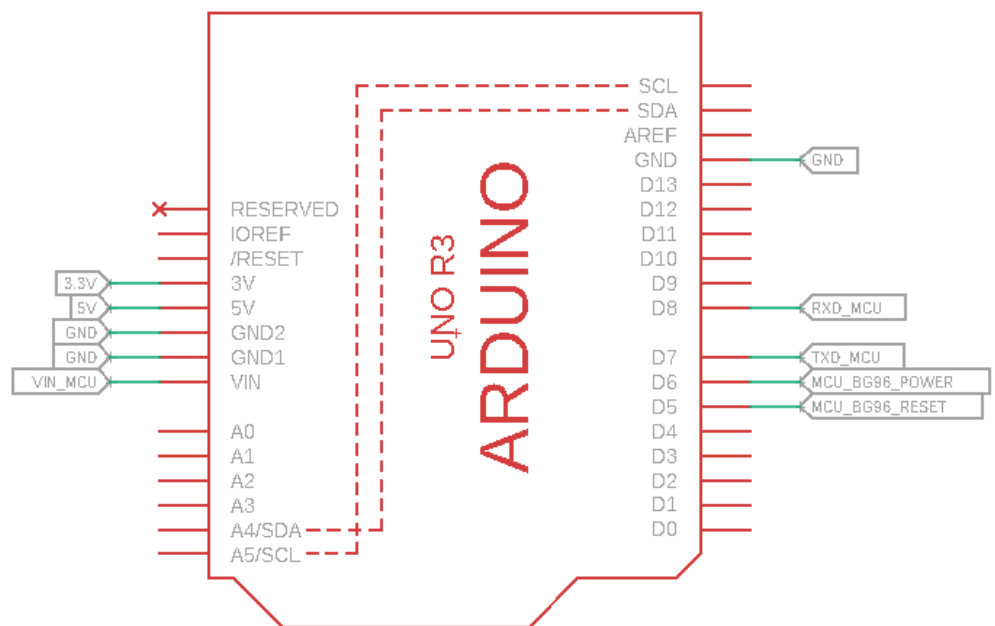 SCL
SDA
AREF
GND GND
D13
RESERVED D12
IOREF D11
/RESET D10
3.3V 3V D9
5V 5V D8 RXD_MCU
GND GND2
GND GND1 D7 TXD_MCU
VIN_MCU VIN D6 MCU_BG96_POWER
D5 MCU_BG96_RESET
A0 D4
A1 D3
A2 D2
A3 D1
A4/SDA D0
A5/SCL
UNO R3
ARDUINO